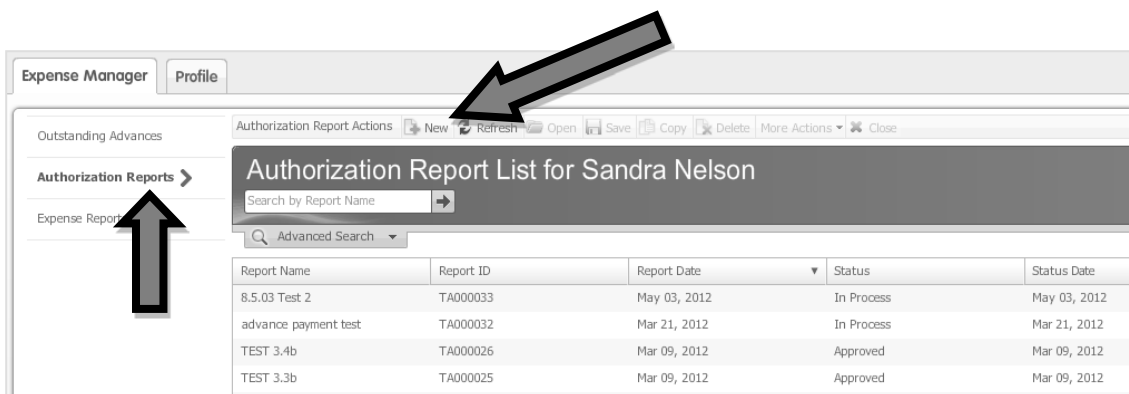 Expense Manager Profile
Outstanding Advances
Authorization Reports
Expense Report
Authorization Report Actions New Refresh Open Save Copy Delete More Actions Close
Authorization Report List for Sandra Nelson
Search by Report Name
Advanced Search
Report Name Report ID Report Date Status Status Date
8.5.03 Test 2 TA000033 May 03, 2012 In Process May 03, 2012
advance payment test TA000032 Mar 21, 2012 In Process Mar 21, 2012
TEST 3.4b TA000026 Mar 09, 2012 Approved Mar 09, 2012
TEST 3.3b TA000025 Mar 09, 2012 Approved Mar 09, 2012